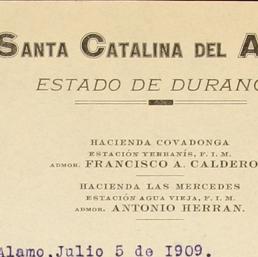 Santa Catalina del A
ESTADO DE DURANG
HACIENDA COVADONGA
ESTACIÓN YERBANÍS, F. I. M.
ADMOR. FRANCISCO A. CALDERO
HACIENDA LAS MERCEDES
ESTACIÓN AGUA VIEJA, F. I. M.
ADMOR. ANTONIO HERRAN.
Alamo, Julio 5 de 1909.